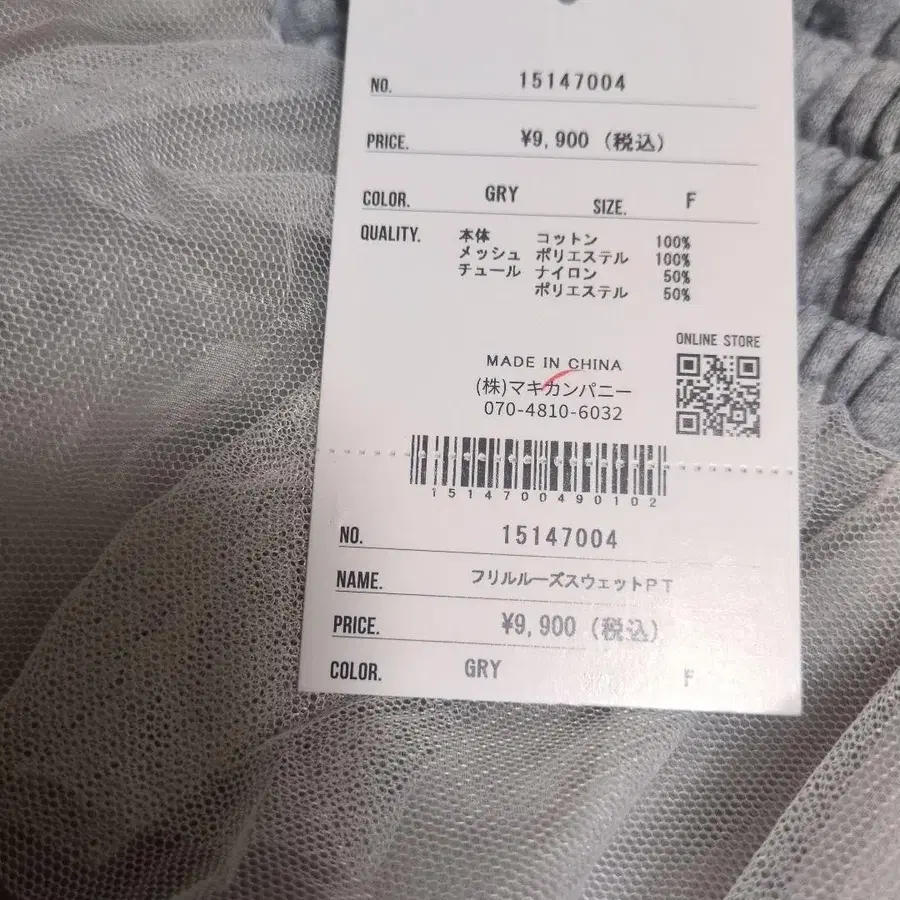 NO. 15147004
PRICE. ¥9,900 (税込)
COLOR. GRY SIZE. F
QUALITY. 本体 コットン 100%
メッシュ ポリエステル 100%
チュール ナイロン 50%
ポリエステル 50%
ONLINE STORE
MADE IN CHINA
(株)マキカンパニー
070-4810-6032
1514700490102
NO. 15147004
NAME. フリルルーズスウェットPT
PRICE. ¥9,900 (税込)
COLOR. GRY F